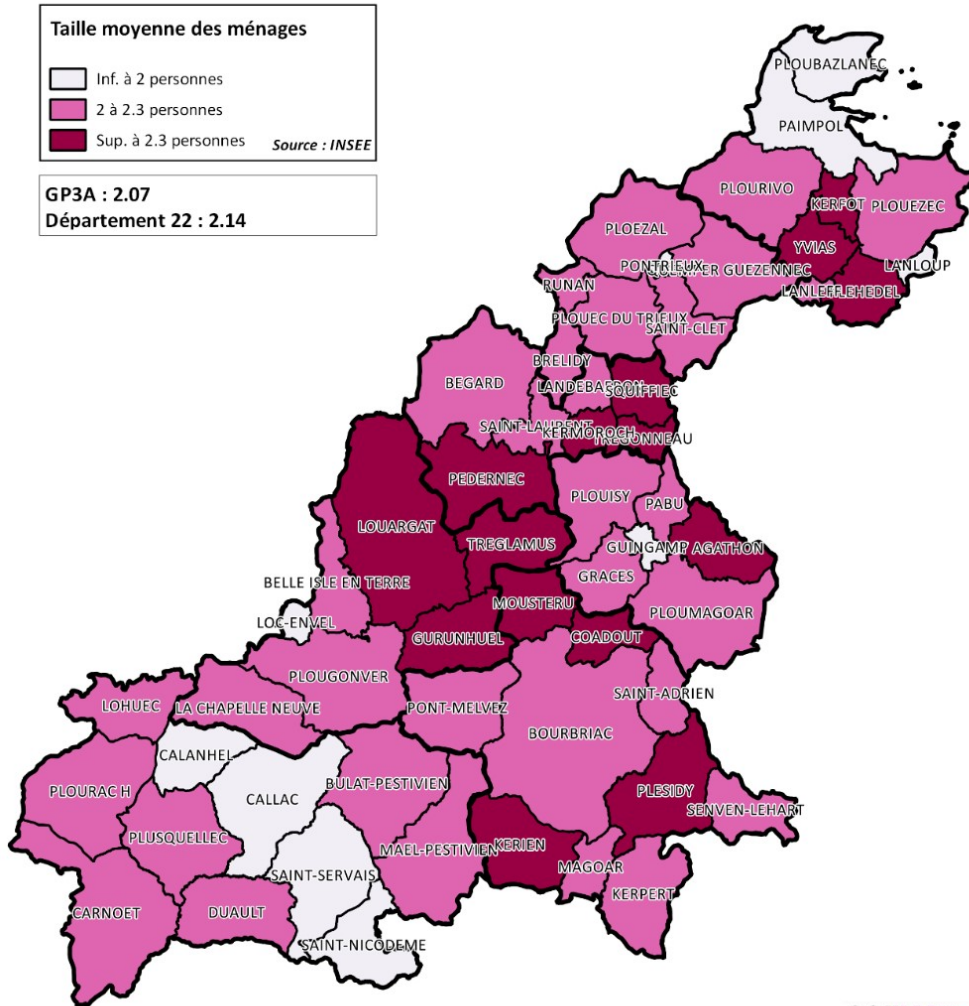 Taille moyenne des ménages
Inf. à 2 personnes
2 à 2.3 personnes
Sup. à 2.3 personnes
Source : INSEE
GP3A : 2.07
Département 22 : 2.14
PLOUBAZLANEC
PAIMPOL
PLOURIVO
KERFOT
PLOUEZEC
PLOEZAL
YVIAS
LANLOUP
PONTRIEUX
GUEZENNEC
RUNAN
LANLEFF
PLOUEC DU TRIEUX
SAINT-CLET
BRELIDY
BEGARD
SQUIFFIEC
SAINT-LAURENT
KERMOROCH
PEDERNEC
PLOUISY
PABU
LOUARGAT
TREGLAMUS
GUINGAMP
AGATHON
GRACES
BELLE ISLE EN TERRE
MOUSTERU
PLOUMAGOAR
LOC-ENVEL
GURUNHUEL
COADOUT
PLOUGONVER
SAINT-ADRIEN
LOHUEC
LA CHAPELLE NEUVE
PONT-MELVEZ
BOURBRIAC
CALANHEL
BULAT-PESTIVIEN
PLOURAC H
CALLAC
PLESIDY
SENVEN-LEHART
PLUSQUELLEC
MAEL-PESTIVIEN
KERIEN
MAGOAR
SAINT-SERVAIS
KERPERT
CARNOET
DUAULT
SAINT-NICODEME